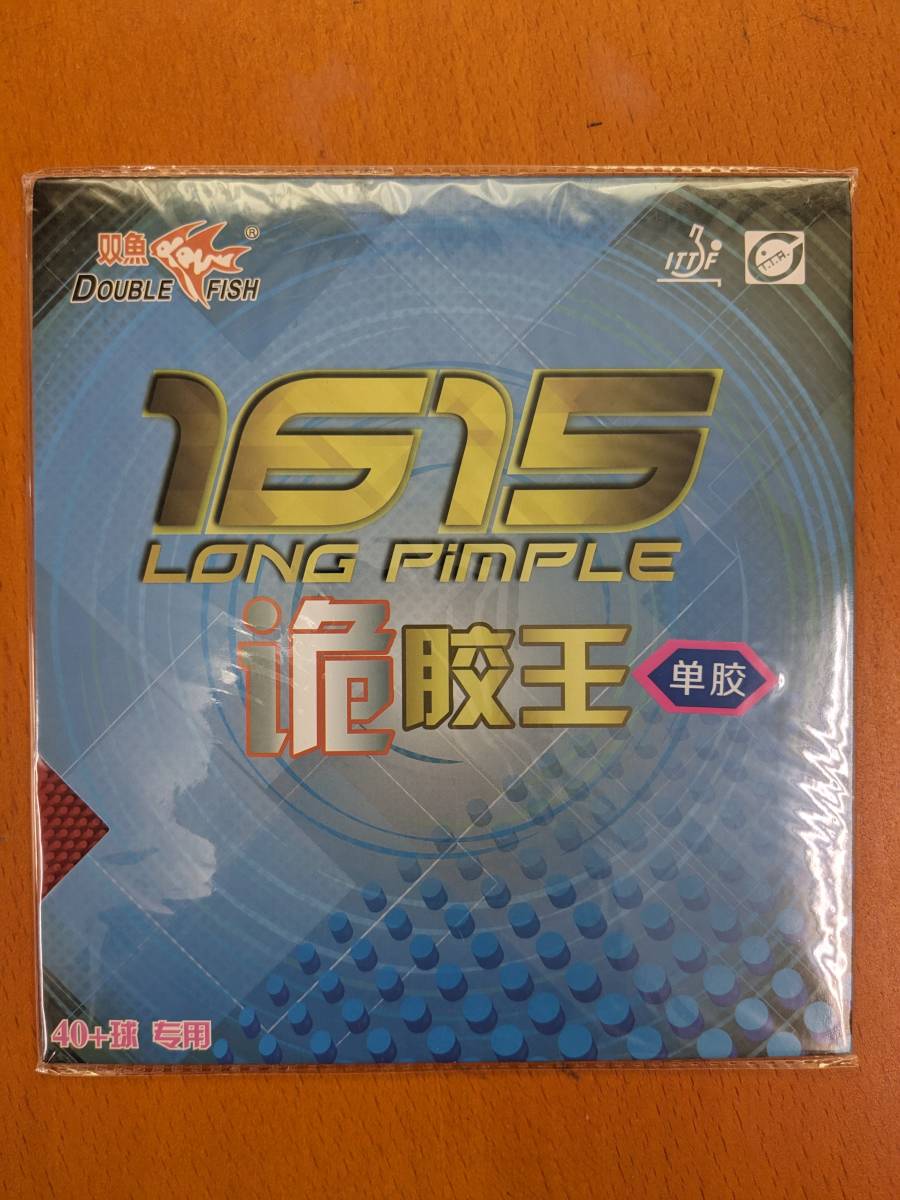 双魚
DOUBLE FISH
®
ITTF
T.T.A.
1615
LONG PiMPLE
诡胶王
单胶
40+球 专用